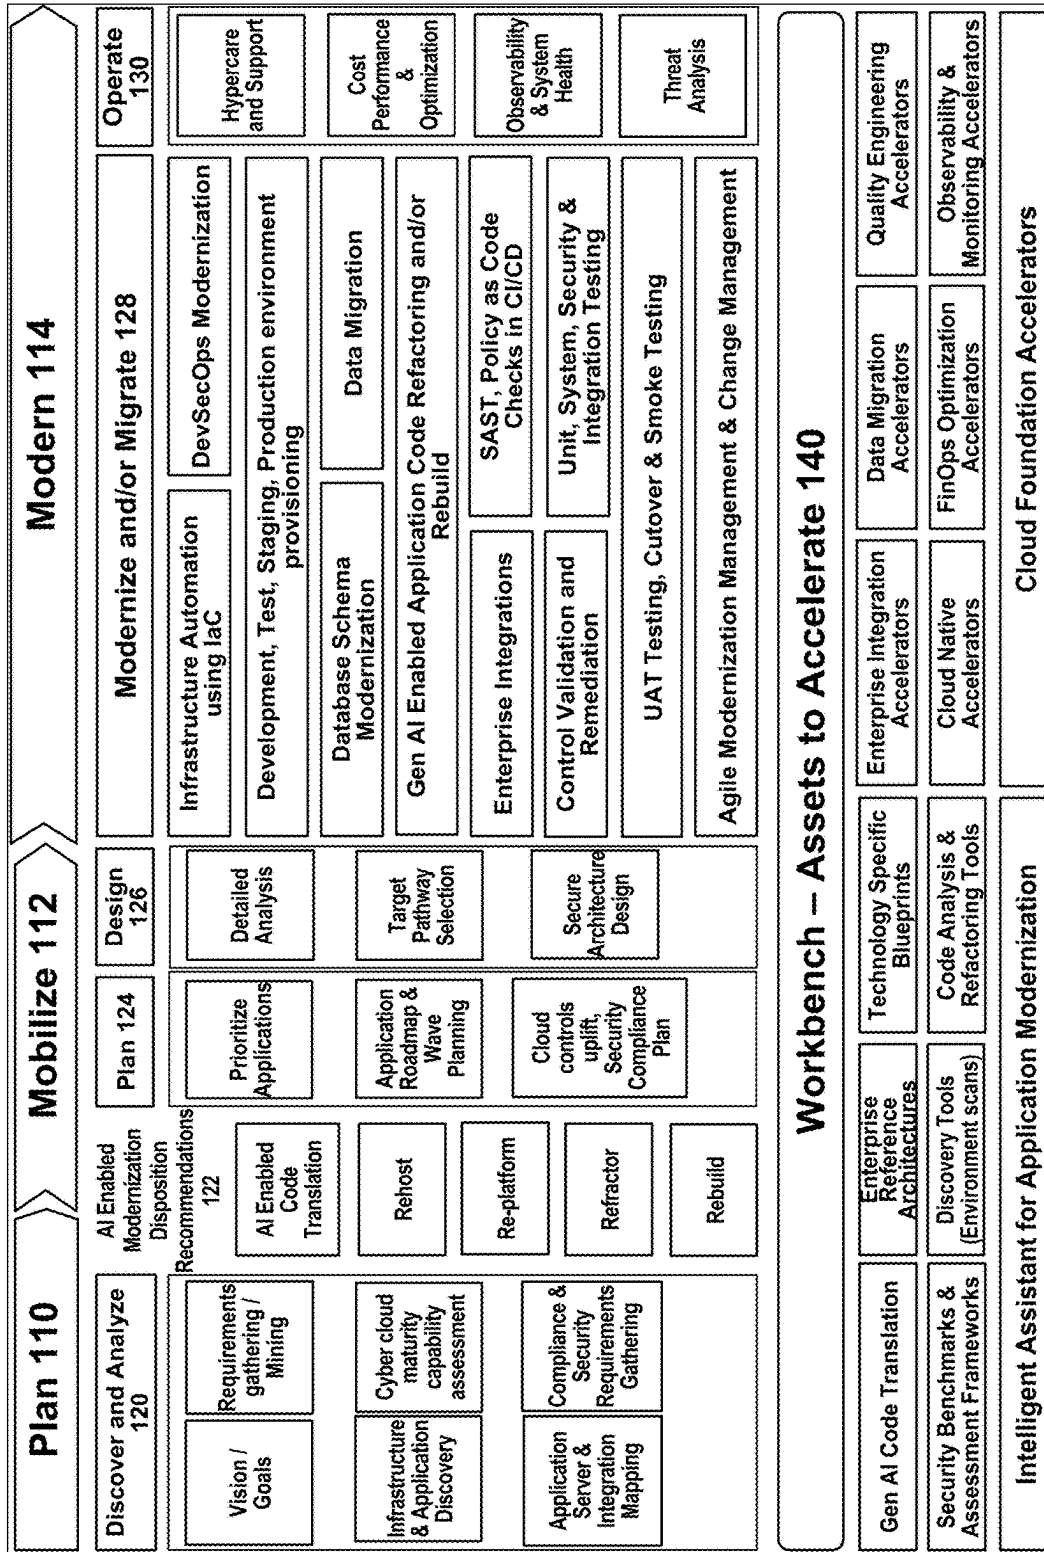 Plan 110
Mobilize 112
Modern 114
Discover and Analyze
120
Vision /
Goals
Requirements
gathering /
Mining
Infrastructure
& Application
Discovery
Cyber cloud
maturity
capability
assessment
Application
Server &
Integration
Mapping
Compliance &
Security
Requirements
Gathering
AI Enabled
Modernization
Disposition
Recommendations
122
AI Enabled
Code
Translation
Rehost
Re-platform
Refractor
Rebuild
Plan 124
Prioritize
Applications
Application
Roadmap &
Wave
Planning
Cloud
controls
uplift,
Security
Compliance
Plan
Design
126
Detailed
Analysis
Target
Pathway
Selection
Secure
Architecture
Design
Modernize and/or Migrate 128
Infrastructure Automation
using IaC
DevSecOps Modernization
Development, Test, Staging, Production environment
provisioning
Database Schema
Modernization
Data Migration
Gen AI Enabled Application Code Refactoring and/or
Rebuild
Enterprise Integrations
SAST, Policy as Code
Checks in CI/CD
Control Validation and
Remediation
Unit, System, Security &
Integration Testing
UAT Testing, Cutover & Smoke Testing
Agile Modernization Management & Change Management
Operate
130
Hypercare
and Support
Cost
Performance
&
Optimization
Observability
& System
Health
Threat
Analysis
Workbench – Assets to Accelerate 140
Gen AI Code Translation
Enterprise
Reference
Architectures
Technology Specific
Blueprints
Enterprise Integration
Accelerators
Data Migration
Accelerators
Quality Engineering
Accelerators
Security Benchmarks &
Assessment Frameworks
Discovery Tools
(Environment scans)
Code Analysis &
Refactoring Tools
Cloud Native
Accelerators
FinOps Optimization
Accelerators
Observability &
Monitoring Accelerators
Intelligent Assistant for Application Modernization
Cloud Foundation Accelerators